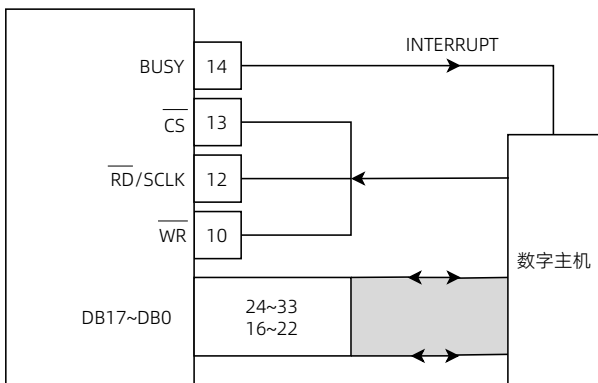 INTERRUPT
BUSY 14
CS 13
RD/SCLK 12
WR 10
数字主机
DB17~DB0
24~33
16~22